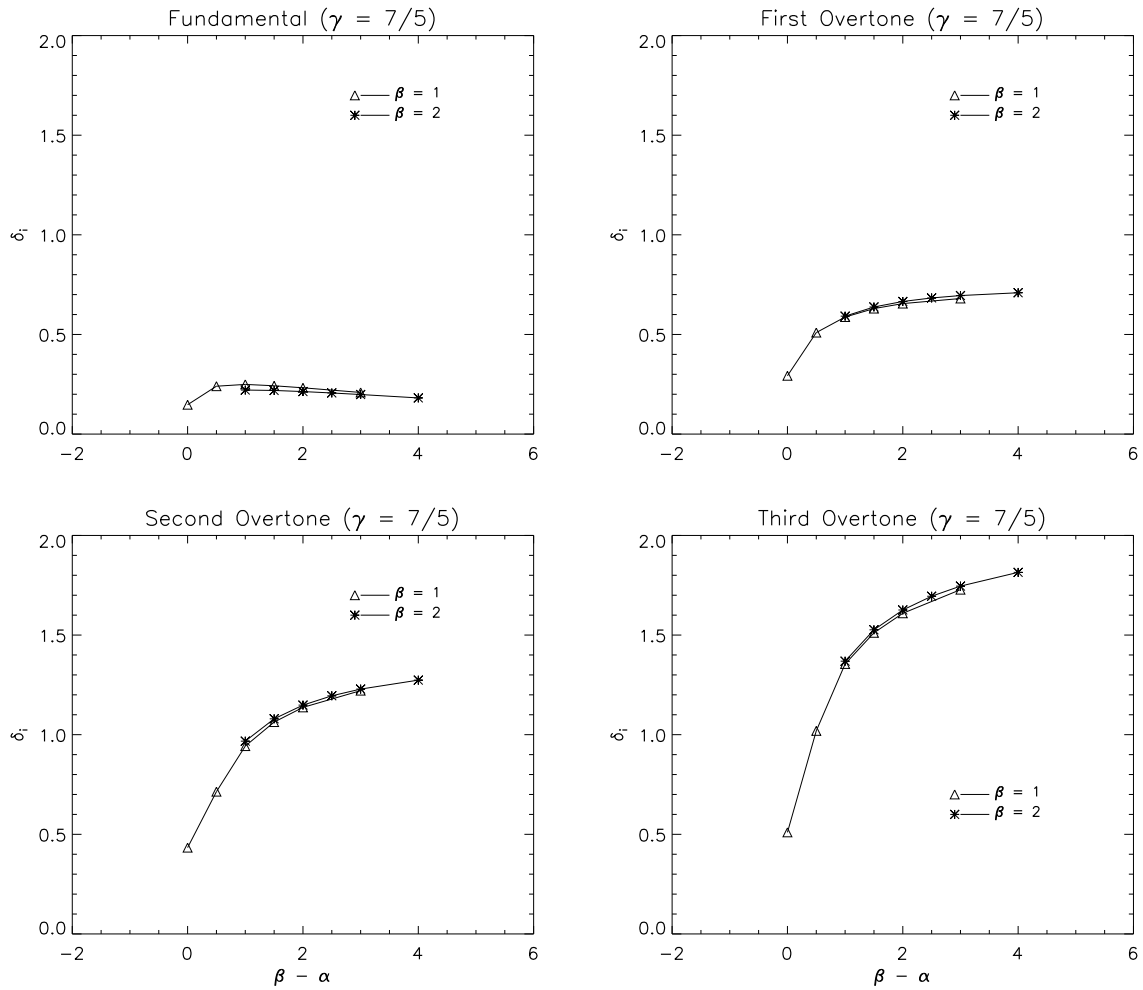 Fundamental (γ = 7/5)
2.0
1.5
1.0
0.5
0.0
δi
β = 1
β = 2
−2 0 2 4 6
First Overtone (γ = 7/5)
2.0
1.5
1.0
0.5
0.0
δi
β = 1
β = 2
−2 0 2 4 6
Second Overtone (γ = 7/5)
2.0
1.5
1.0
0.5
0.0
δi
β = 1
β = 2
−2 0 2 4 6
β − α
Third Overtone (γ = 7/5)
2.0
1.5
1.0
0.5
0.0
δi
β = 1
β = 2
−2 0 2 4 6
β − α